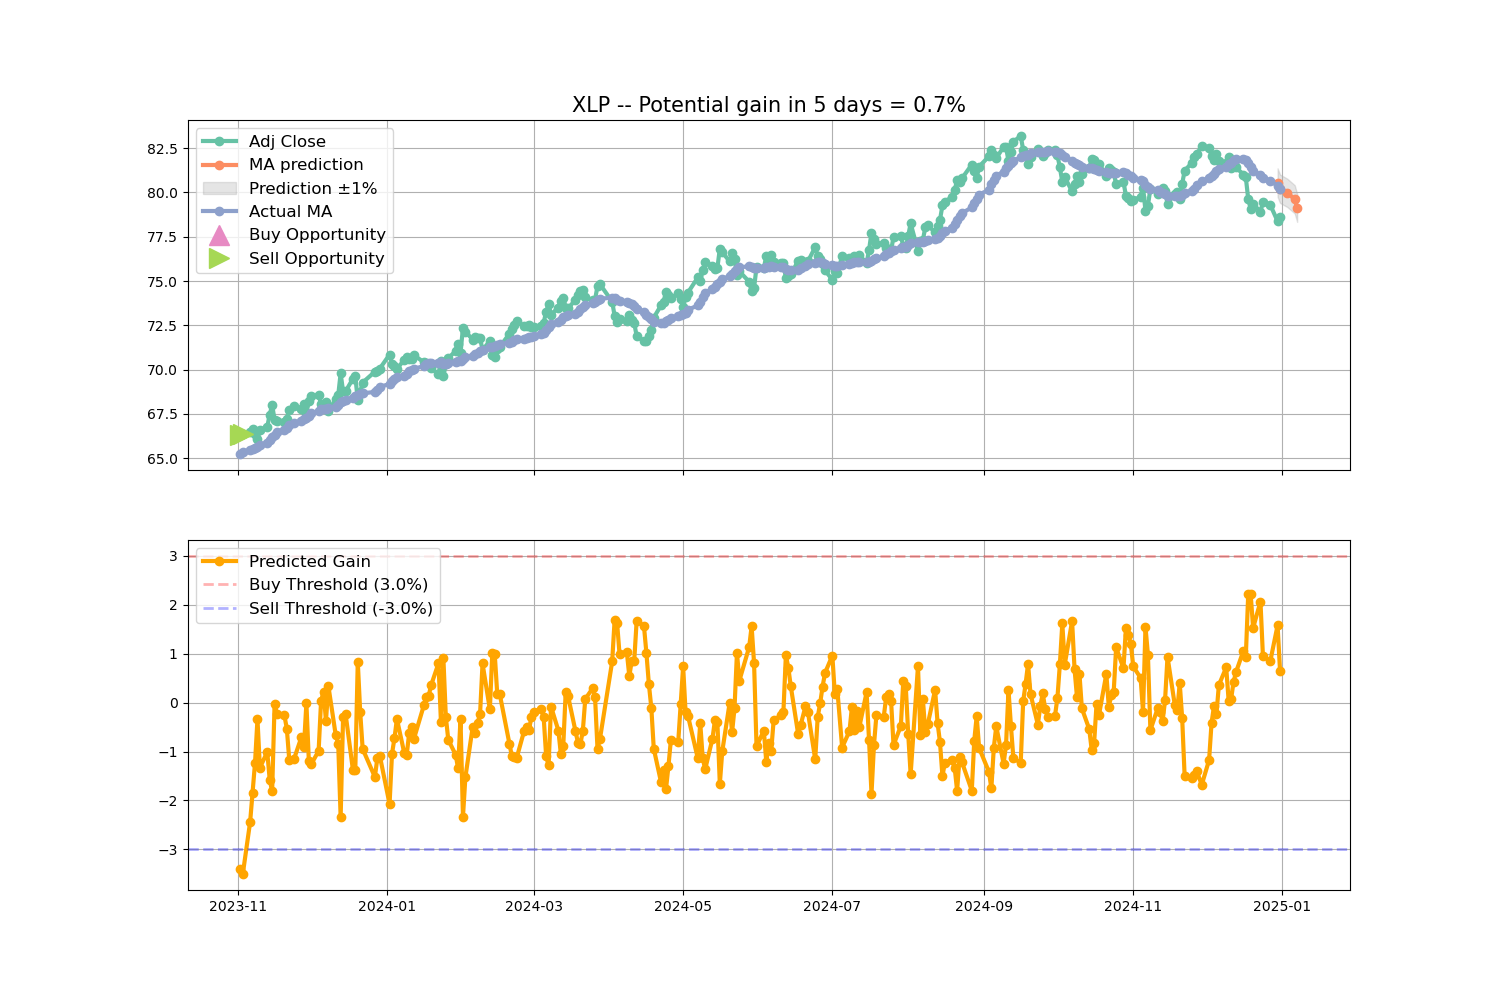 XLP -- Potential gain in 5 days = 0.7%
Adj Close
MA prediction
Prediction ±1%
Actual MA
Buy Opportunity
Sell Opportunity
82.5
80.0
77.5
75.0
72.5
70.0
67.5
65.0
Predicted Gain
Buy Threshold (3.0%)
Sell Threshold (-3.0%)
3
2
1
0
−1
−2
−3
2023-11 2024-01 2024-03 2024-05 2024-07 2024-09 2024-11 2025-01